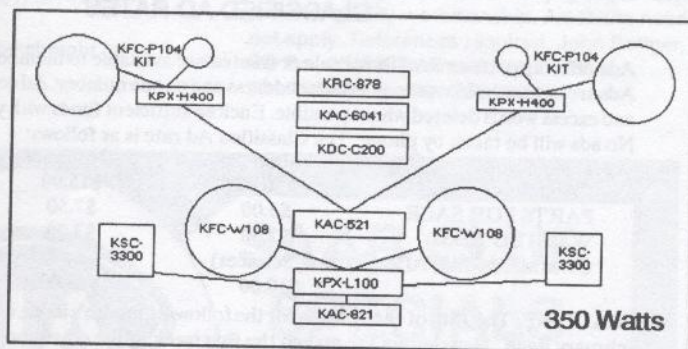 KFC-P104
KIT
KPX-H400
KRC-878
KAC-6041
KDC-C200
KFC-P104
KIT
KPX-H400
KFC-W108
KAC-521
KFC-W108
KSC-
3300
KPX-L100
KAC-821
KSC-
3300
350 Watts